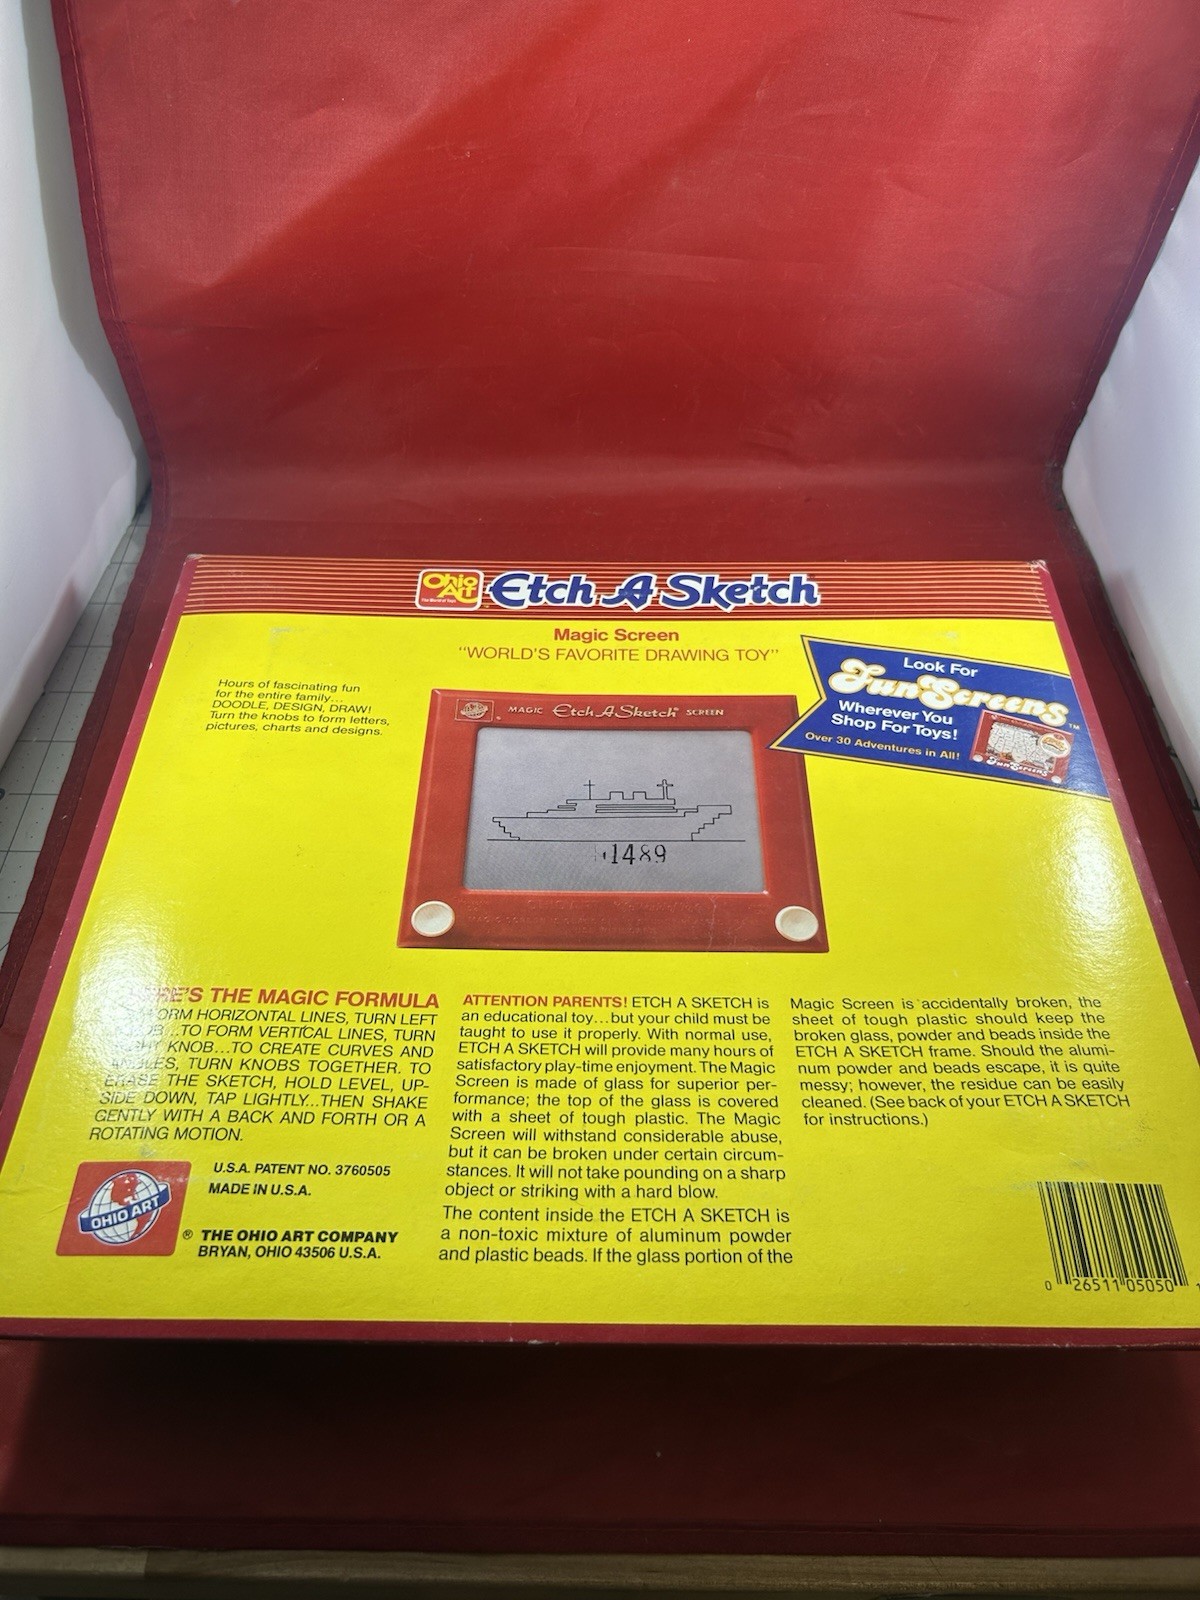 Ohio Art
The World of Toys
Etch A Sketch
Magic Screen
"WORLD'S FAVORITE DRAWING TOY"
Hours of fascinating fun
for the entire family...
DOODLE, DESIGN, DRAW!
Turn the knobs to form letters,
pictures, charts and designs.
Look For
Fun Screens™
Wherever You
Shop For Toys!
Over 30 Adventures in All!
Fun Screens
MAGIC Etch A Sketch® SCREEN
1489
HERE'S THE MAGIC FORMULA
FORM HORIZONTAL LINES, TURN LEFT
KNOB...TO FORM VERTICAL LINES, TURN
RIGHT KNOB...TO CREATE CURVES AND
ANGLES, TURN KNOBS TOGETHER. TO
ERASE THE SKETCH, HOLD LEVEL, UP-
SIDE DOWN, TAP LIGHTLY...THEN SHAKE
GENTLY WITH A BACK AND FORTH OR A
ROTATING MOTION.
U.S.A. PATENT NO. 3760505
MADE IN U.S.A.
OHIO ART
® THE OHIO ART COMPANY
BRYAN, OHIO 43506 U.S.A.
ATTENTION PARENTS! ETCH A SKETCH is
an educational toy...but your child must be
taught to use it properly. With normal use,
ETCH A SKETCH will provide many hours of
satisfactory play-time enjoyment. The Magic
Screen is made of glass for superior per-
formance; the top of the glass is covered
with a sheet of tough plastic. The Magic
Screen will withstand considerable abuse,
but it can be broken under certain circum-
stances. It will not take pounding on a sharp
object or striking with a hard blow.
The content inside the ETCH A SKETCH is
a non-toxic mixture of aluminum powder
and plastic beads. If the glass portion of the
Magic Screen is accidentally broken, the
sheet of tough plastic should keep the
broken glass, powder and beads inside the
ETCH A SKETCH frame. Should the alumi-
num powder and beads escape, it is quite
messy; however, the residue can be easily
cleaned. (See back of your ETCH A SKETCH
for instructions.)
0 26511 05050 1